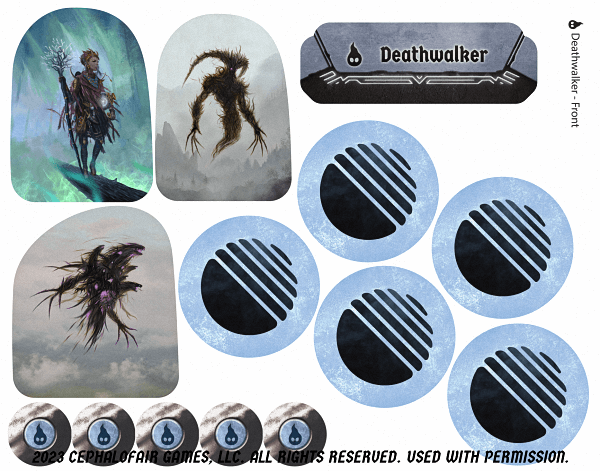 Deathwalker
Deathwalker - Front
2023 CEPHALOFAIR GAMES, LLC. ALL RIGHTS RESERVED. USED WITH PERMISSION.